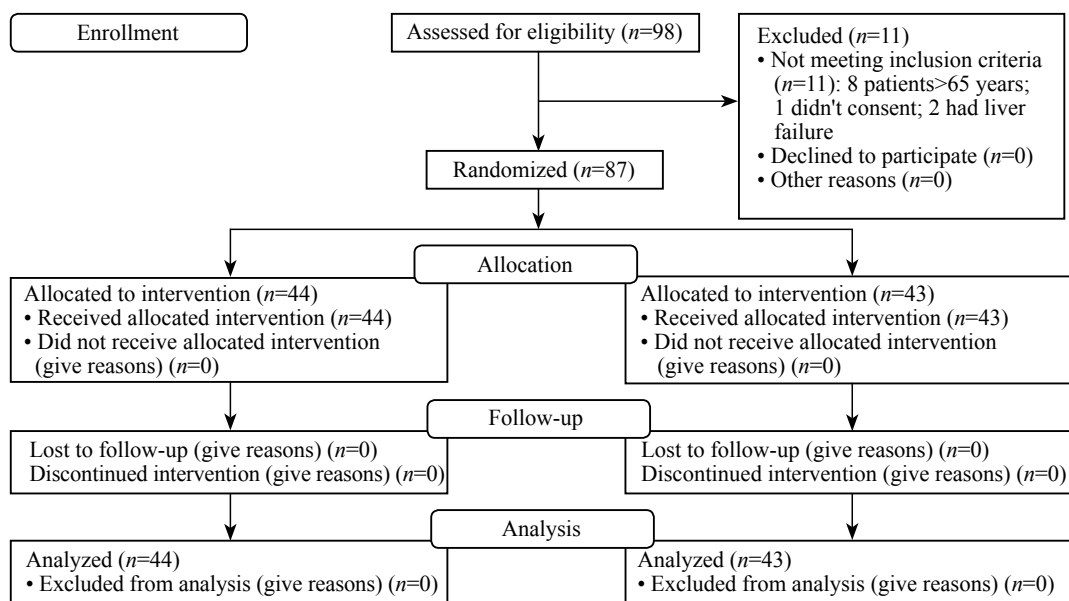 Enrollment
Assessed for eligibility (n=98)
Excluded (n=11)
• Not meeting inclusion criteria
(n=11): 8 patients>65 years;
1 didn't consent; 2 had liver
failure
• Declined to participate (n=0)
• Other reasons (n=0)
Randomized (n=87)
Allocation
Allocated to intervention (n=44)
• Received allocated intervention (n=44)
• Did not receive allocated intervention
(give reasons) (n=0)
Allocated to intervention (n=43)
• Received allocated intervention (n=43)
• Did not receive allocated intervention
(give reasons) (n=0)
Follow-up
Lost to follow-up (give reasons) (n=0)
Discontinued intervention (give reasons) (n=0)
Lost to follow-up (give reasons) (n=0)
Discontinued intervention (give reasons) (n=0)
Analysis
Analyzed (n=44)
• Excluded from analysis (give reasons) (n=0)
Analyzed (n=43)
• Excluded from analysis (give reasons) (n=0)